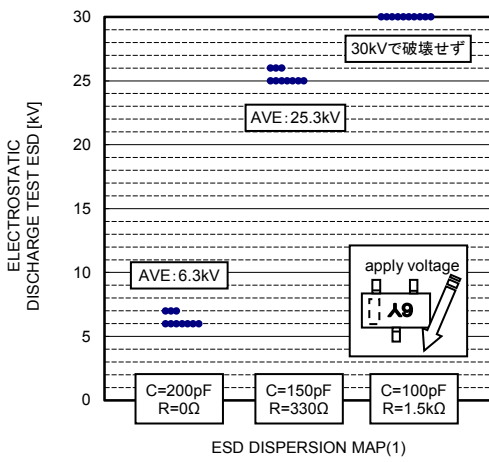 ELECTROSTATIC
DISCHARGE TEST ESD [kV]
30
25
20
15
10
5
0
30kVで破壊せず
AVE:25.3kV
AVE:6.3kV
apply voltage
6Y
C=200pF
R=0Ω
C=150pF
R=330Ω
C=100pF
R=1.5kΩ
ESD DISPERSION MAP(1)